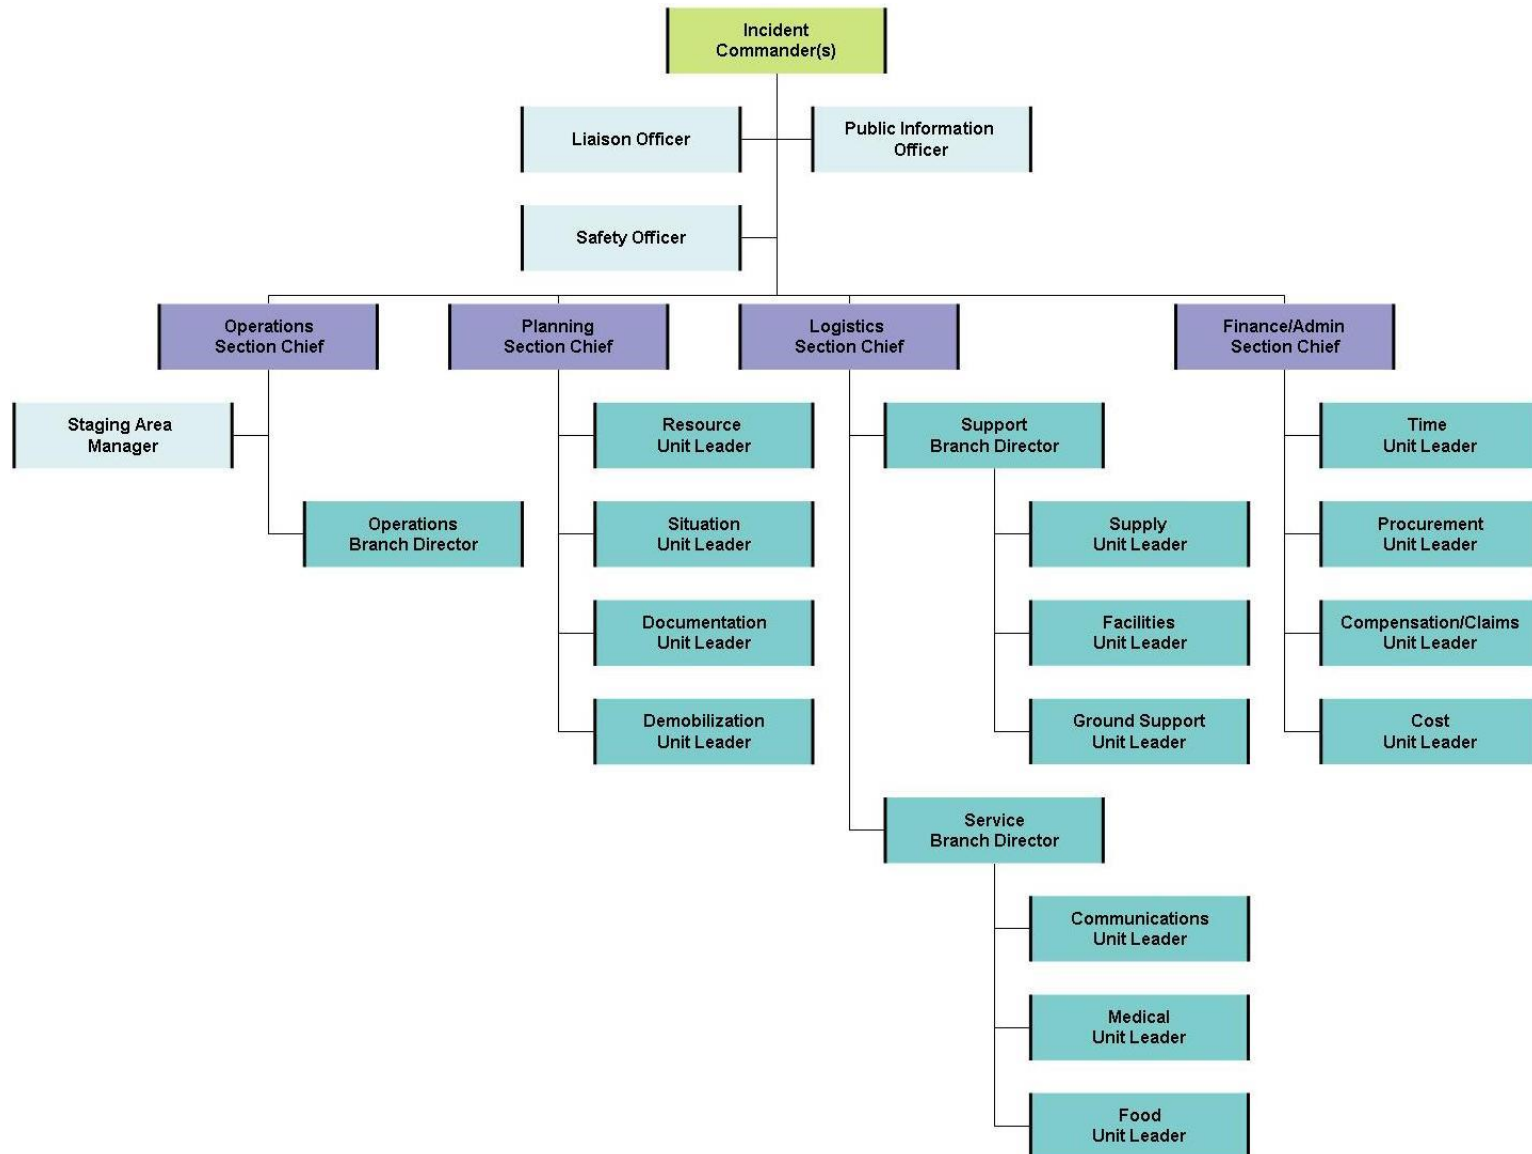 Incident
Commander(s)
Liaison Officer
Public Information
Officer
Safety Officer
Operations
Section Chief
Planning
Section Chief
Logistics
Section Chief
Finance/Admin
Section Chief
Staging Area
Manager
Operations
Branch Director
Resource
Unit Leader
Situation
Unit Leader
Documentation
Unit Leader
Demobilization
Unit Leader
Support
Branch Director
Supply
Unit Leader
Facilities
Unit Leader
Ground Support
Unit Leader
Service
Branch Director
Communications
Unit Leader
Medical
Unit Leader
Food
Unit Leader
Time
Unit Leader
Procurement
Unit Leader
Compensation/Claims
Unit Leader
Cost
Unit Leader